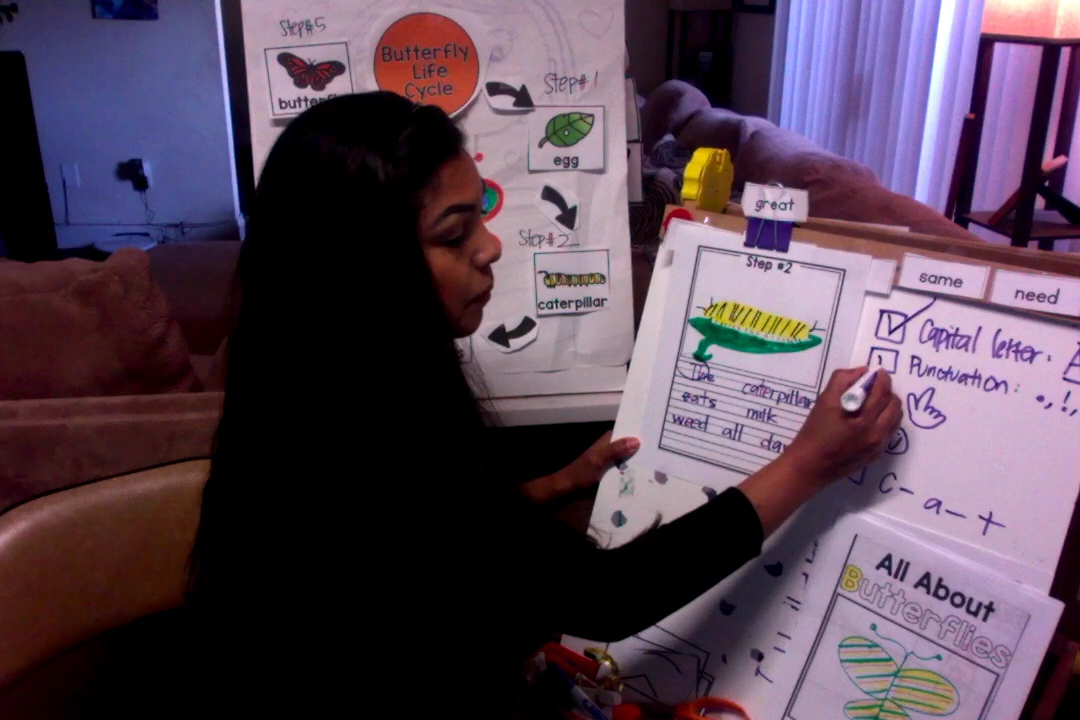 Step#5
Butterfly
Life
Cycle
Step#1
egg
Step#2
caterpillar
great
Step #2
The caterpillar
eats milk
weed all
same
need
Capital letter:
Punctuation: ., !,
c - a - t
All About
Butterflies